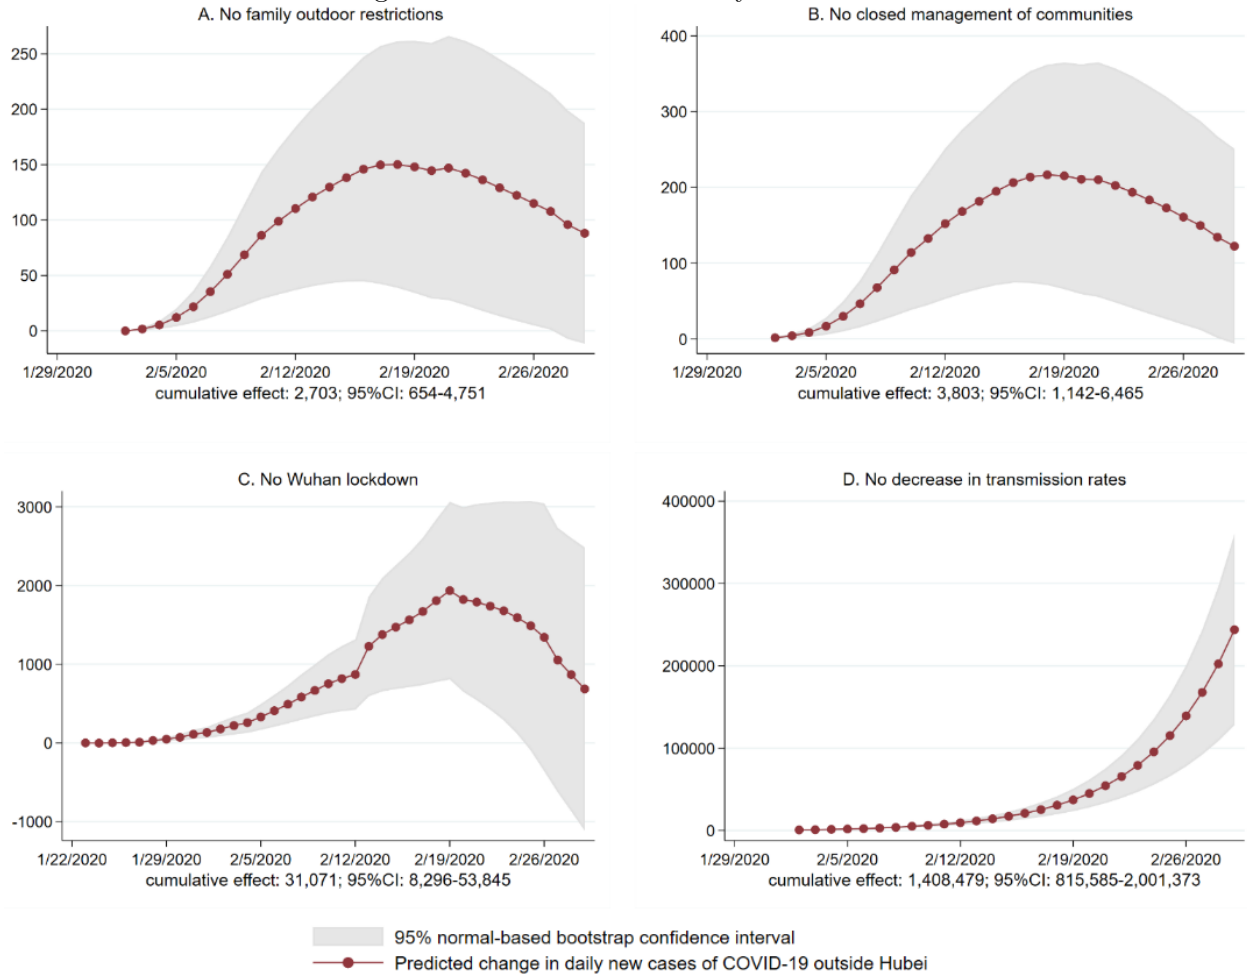 A. No family outdoor restrictions
250
200
150
100
50
0
1/29/2020 2/5/2020 2/12/2020 2/19/2020 2/26/2020
cumulative effect: 2,703; 95%CI: 654-4,751
B. No closed management of communities
400
300
200
100
0
1/29/2020 2/5/2020 2/12/2020 2/19/2020 2/26/2020
cumulative effect: 3,803; 95%CI: 1,142-6,465
C. No Wuhan lockdown
3000
2000
1000
0
-1000
1/22/2020 1/29/2020 2/5/2020 2/12/2020 2/19/2020 2/26/2020
cumulative effect: 31,071; 95%CI: 8,296-53,845
D. No decrease in transmission rates
400000
300000
200000
100000
0
1/29/2020 2/5/2020 2/12/2020 2/19/2020 2/26/2020
cumulative effect: 1,408,479; 95%CI: 815,585-2,001,373
95% normal-based bootstrap confidence interval
Predicted change in daily new cases of COVID-19 outside Hubei